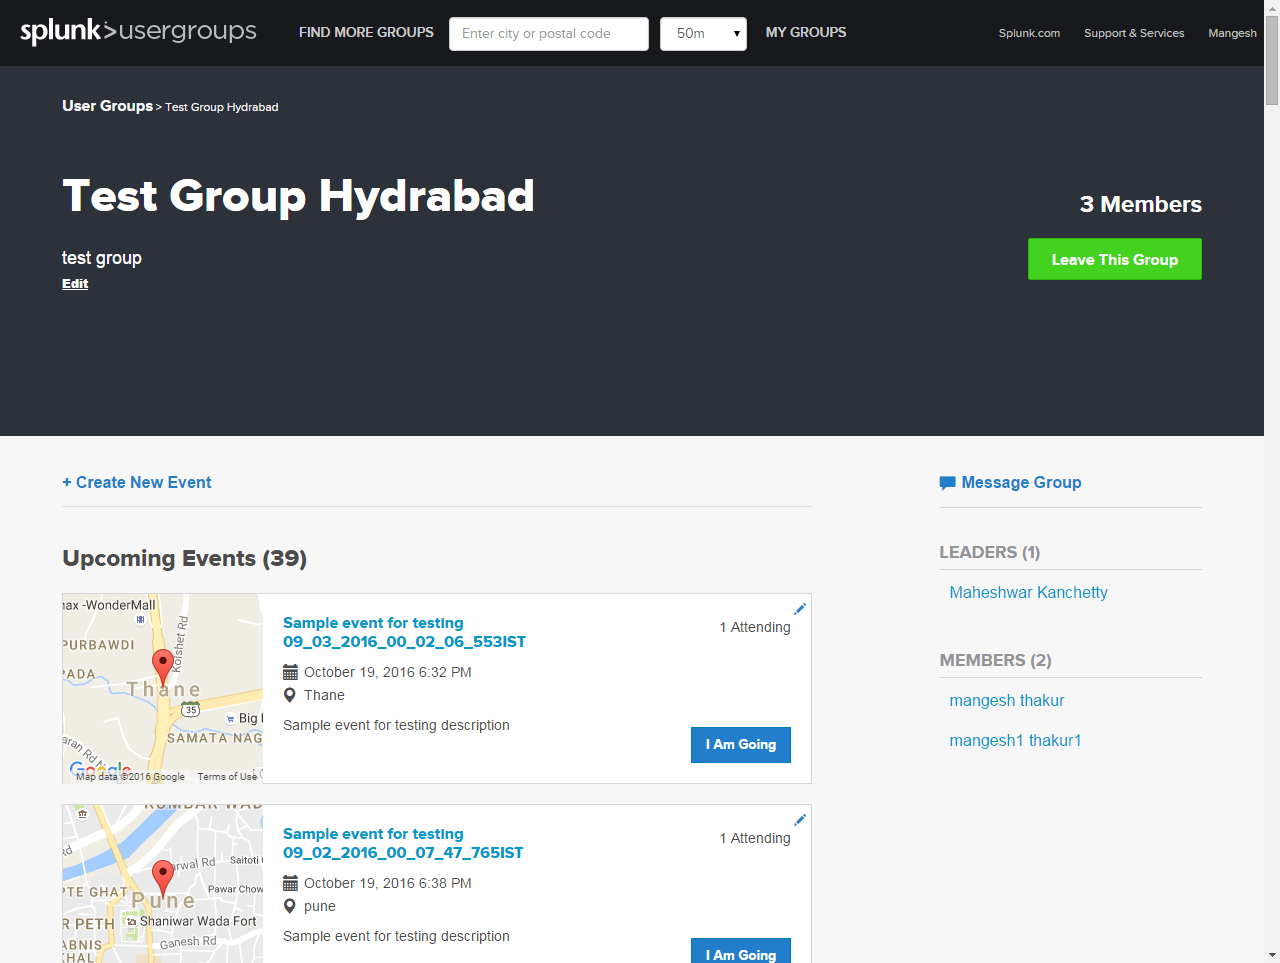 splunk>usergroups
FIND MORE GROUPS
Enter city or postal code
50m
MY GROUPS
Splunk.com
Support & Services
Mangesh
User Groups > Test Group Hydrabad
Test Group Hydrabad
3 Members
test group
Leave This Group
Edit
+ Create New Event
Message Group
Upcoming Events (39)
LEADERS (1)
Maheshwar Kanchetty
MEMBERS (2)
mangesh thakur
mangesh1 thakur1
-WonderMall
Kolshet Rd
PURBAWDI
PADA
Thane
35
Big
SAMATA NAG
aran Rd
Google
Map data ©2016 Google
Terms of Use
Sample event for testing
09_03_2016_00_02_06_553IST
1 Attending
October 19, 2016 6:32 PM
Thane
Sample event for testing description
I Am Going
KUMBAR WAD
arwal Rd
Saitoti
PTE GHAT
Pawar Chow
Pune
R PETH
Shaniwar Wada Fort
ABNIS
Ganesh Rd
KHAL
Sample event for testing
09_02_2016_00_07_47_765IST
1 Attending
October 19, 2016 6:38 PM
pune
Sample event for testing description
I Am Going